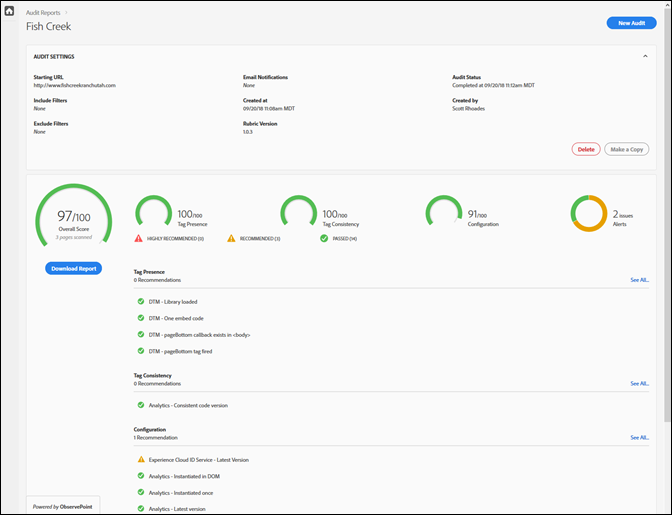 Audit Reports >
Fish Creek
New Audit
AUDIT SETTINGS
Starting URL
http://www.fishcreekranchutah.com
Email Notifications
None
Audit Status
Completed at 09/20/18 11:12am MDT
Include Filters
None
Created at
09/20/18 11:08am MDT
Created by
Scott Rhoades
Exclude Filters
None
Rubric Version
1.0.3
Delete
Make a Copy
97/100
Overall Score
5 pages scanned
100/100
Tag Presence
100/100
Tag Consistency
91/100
Configuration
2 issues
Alerts
HIGHLY RECOMMENDED (0)
RECOMMENDED (3)
PASSED (14)
Download Report
Tag Presence
0 Recommendations
See All...
DTM - Library loaded
DTM - One embed code
DTM - pageBottom callback exists in <body>
DTM - pageBottom tag fired
Tag Consistency
0 Recommendations
See All...
Analytics - Consistent code version
Configuration
1 Recommendation
See All...
Experience Cloud ID Service - Latest Version
Analytics - Instantiated in DOM
Analytics - Instantiated once
Analytics - Latest version
Powered by ObservePoint